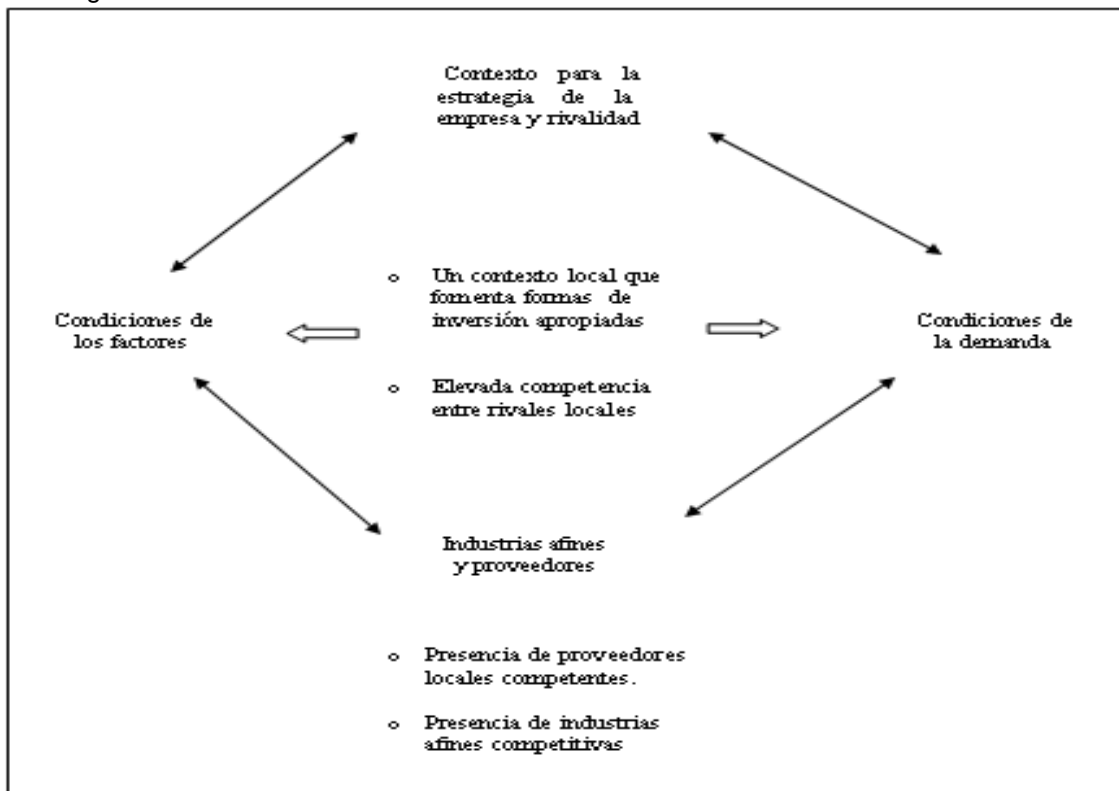 Contexto para la
estrategia de la
empresa y rivalidad
o Un contexto local que
fomenta formas de
inversión apropiadas
Condiciones de
los factores
Condiciones de
la demanda
o Elevada competencia
entre rivales locales
Industrias afines
y proveedores
o Presencia de proveedores
locales competentes.
o Presencia de industrias
afines competitivas